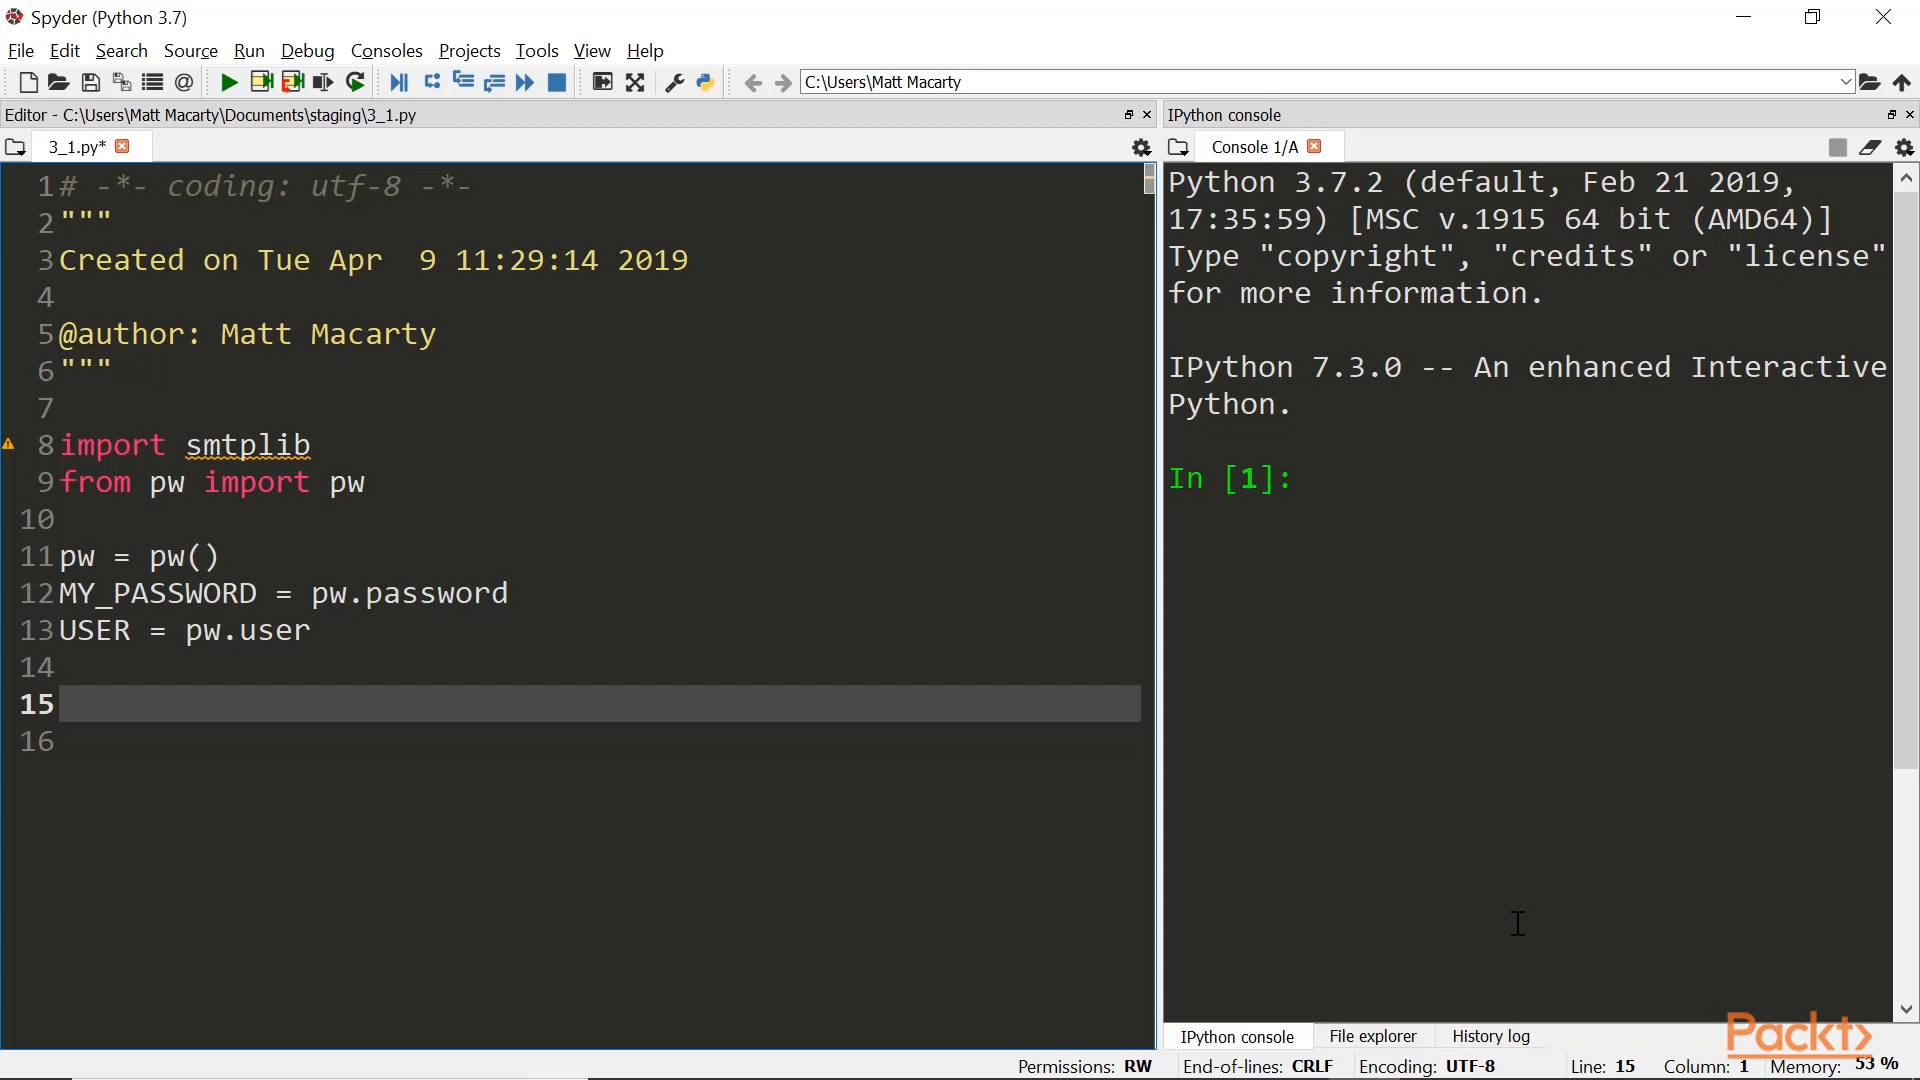 Spyder (Python 3.7)
File Edit Search Source Run Debug Consoles Projects Tools View Help
C:\Users\Matt Macarty
Editor - C:\Users\Matt Macarty\Documents\staging\3_1.py
3_1.py*
1# -*- coding: utf-8 -*-
2"""
3Created on Tue Apr  9 11:29:14 2019
4
5@author: Matt Macarty
6"""
7
8import smtplib
9from pw import pw
10
11pw = pw()
12MY_PASSWORD = pw.password
13USER = pw.user
14
15
16
IPython console
Console 1/A
Python 3.7.2 (default, Feb 21 2019,
17:35:59) [MSC v.1915 64 bit (AMD64)]
Type "copyright", "credits" or "license"
for more information.
IPython 7.3.0 -- An enhanced Interactive
Python.
In [1]:
IPython console File explorer History log
Packt>
Permissions: RW End-of-lines: CRLF Encoding: UTF-8 Line: 15 Column: 1 Memory: 53 %